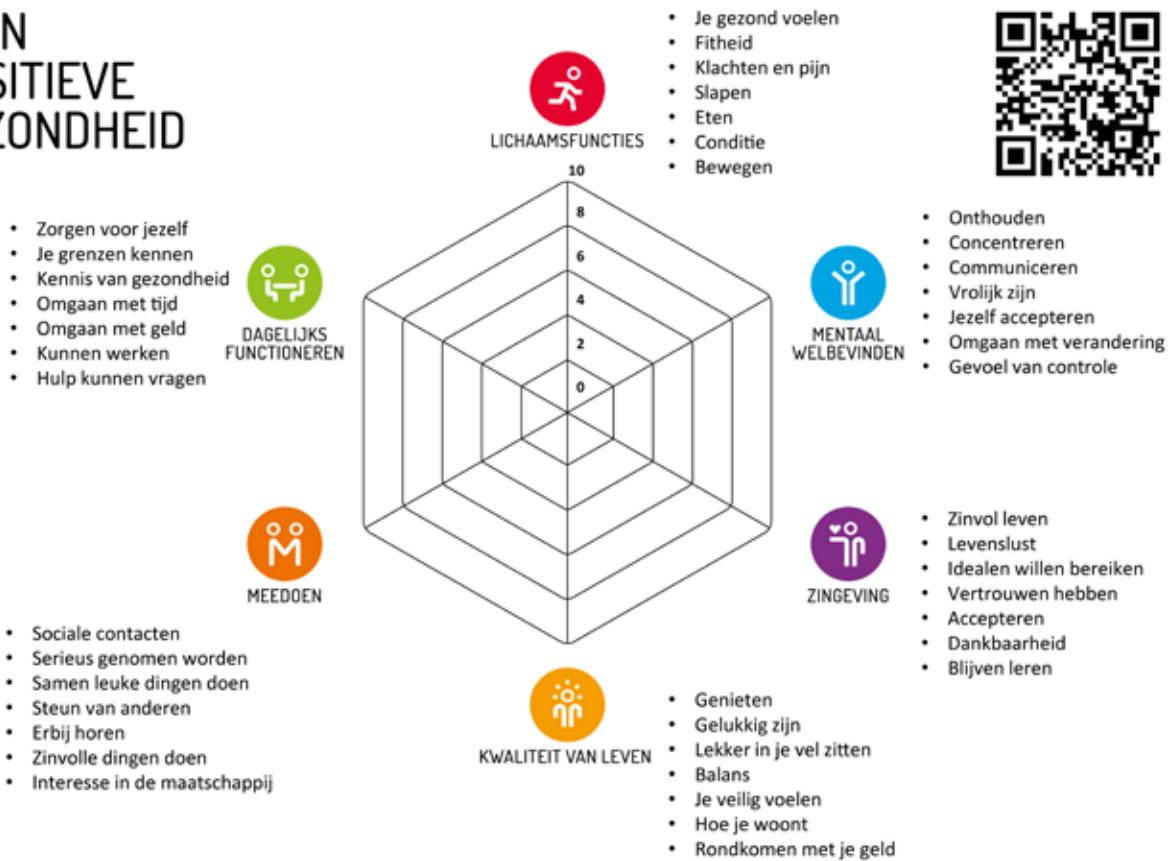 N
SITIEVE
ZONDHEID
LICHAAMSFUNCTIES
• Je gezond voelen
• Fitheid
• Klachten en pijn
• Slapen
• Eten
• Conditie
• Bewegen
10
8
6
4
2
0
MENTAAL
WELBEVINDEN
• Onthouden
• Concentreren
• Communiceren
• Vrolijk zijn
• Jezelf accepteren
• Omgaan met verandering
• Gevoel van controle
ZINGEVING
• Zinvol leven
• Levenslust
• Idealen willen bereiken
• Vertrouwen hebben
• Accepteren
• Dankbaarheid
• Blijven leren
KWALITEIT VAN LEVEN
• Genieten
• Gelukkig zijn
• Lekker in je vel zitten
• Balans
• Je veilig voelen
• Hoe je woont
• Rondkomen met je geld
MEEDOEN
• Sociale contacten
• Serieus genomen worden
• Samen leuke dingen doen
• Steun van anderen
• Erbij horen
• Zinvolle dingen doen
• Interesse in de maatschappij
DAGELIJKS
FUNCTIONEREN
• Zorgen voor jezelf
• Je grenzen kennen
• Kennis van gezondheid
• Omgaan met tijd
• Omgaan met geld
• Kunnen werken
• Hulp kunnen vragen